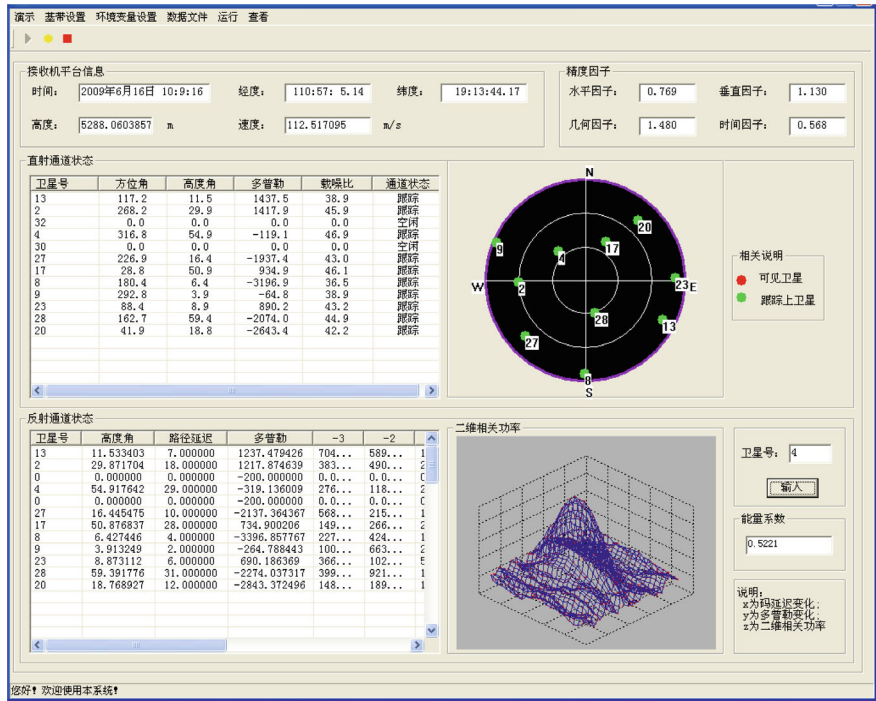 演示 基带设置 环境变量设置 数据文件 运行 查看
接收机平台信息
时间: 2009年6月16日 10:9:16 经度: 110:57: 5.14 纬度: 19:13:44.17
高度: 5288.0603857 m 速度: 112.517095 m/s
精度因子
水平因子: 0.769 垂直因子: 1.130
几何因子: 1.480 时间因子: 0.568
直射通道状态
卫星号 方位角 高度角 多普勒 载噪比 通道状态
13 117.2 11.5 1437.5 38.9 跟踪
2 268.2 29.9 1417.9 45.9 跟踪
32 0.0 0.0 0.0 0.0 空闲
4 316.8 54.9 -119.1 46.9 跟踪
30 0.0 0.0 0.0 0.0 空闲
27 226.9 16.4 -1937.4 43.0 跟踪
17 28.8 50.9 934.9 46.1 跟踪
8 180.4 6.4 -3196.9 36.5 跟踪
9 292.8 3.9 -64.8 38.9 跟踪
23 88.4 8.9 890.2 43.2 跟踪
28 162.7 59.4 -2074.0 44.9 跟踪
20 41.9 18.8 -2643.4 42.2 跟踪
N
20
9
17
4
W
2
23
E
28
13
27
8
S
相关说明
可见卫星
跟踪上卫星
反射通道状态
卫星号 高度角 路径延迟 多普勒 -3 -2
13 11.533403 7.000000 1237.479426 704... 589... 1
2 29.871704 18.000000 1217.874639 383... 490... 2
0 0.000000 0.000000 -200.000000 0.0... 0.0... 0
4 54.917642 29.000000 -319.136009 276... 118... 2
0 0.000000 0.000000 -200.000000 0.0... 0.0... 0
27 16.445475 10.000000 -2137.364367 568... 215... 1
17 50.876837 28.000000 734.900206 149... 266... 2
8 6.427446 4.000000 -3396.857767 227... 424... 1
9 3.913249 2.000000 -264.788443 100... 663... 2
23 8.873112 6.000000 690.186369 366... 102... 5
28 59.391776 31.000000 -2274.037317 399... 921... 1
20 18.768927 12.000000 -2843.372496 148... 189... 1
二维相关功率
卫星号: 4
输入
能量系数
0.5221
说明:
x为码延迟变化;
y为多普勒变化;
z为二维相关功率
您好! 欢迎使用本系统!